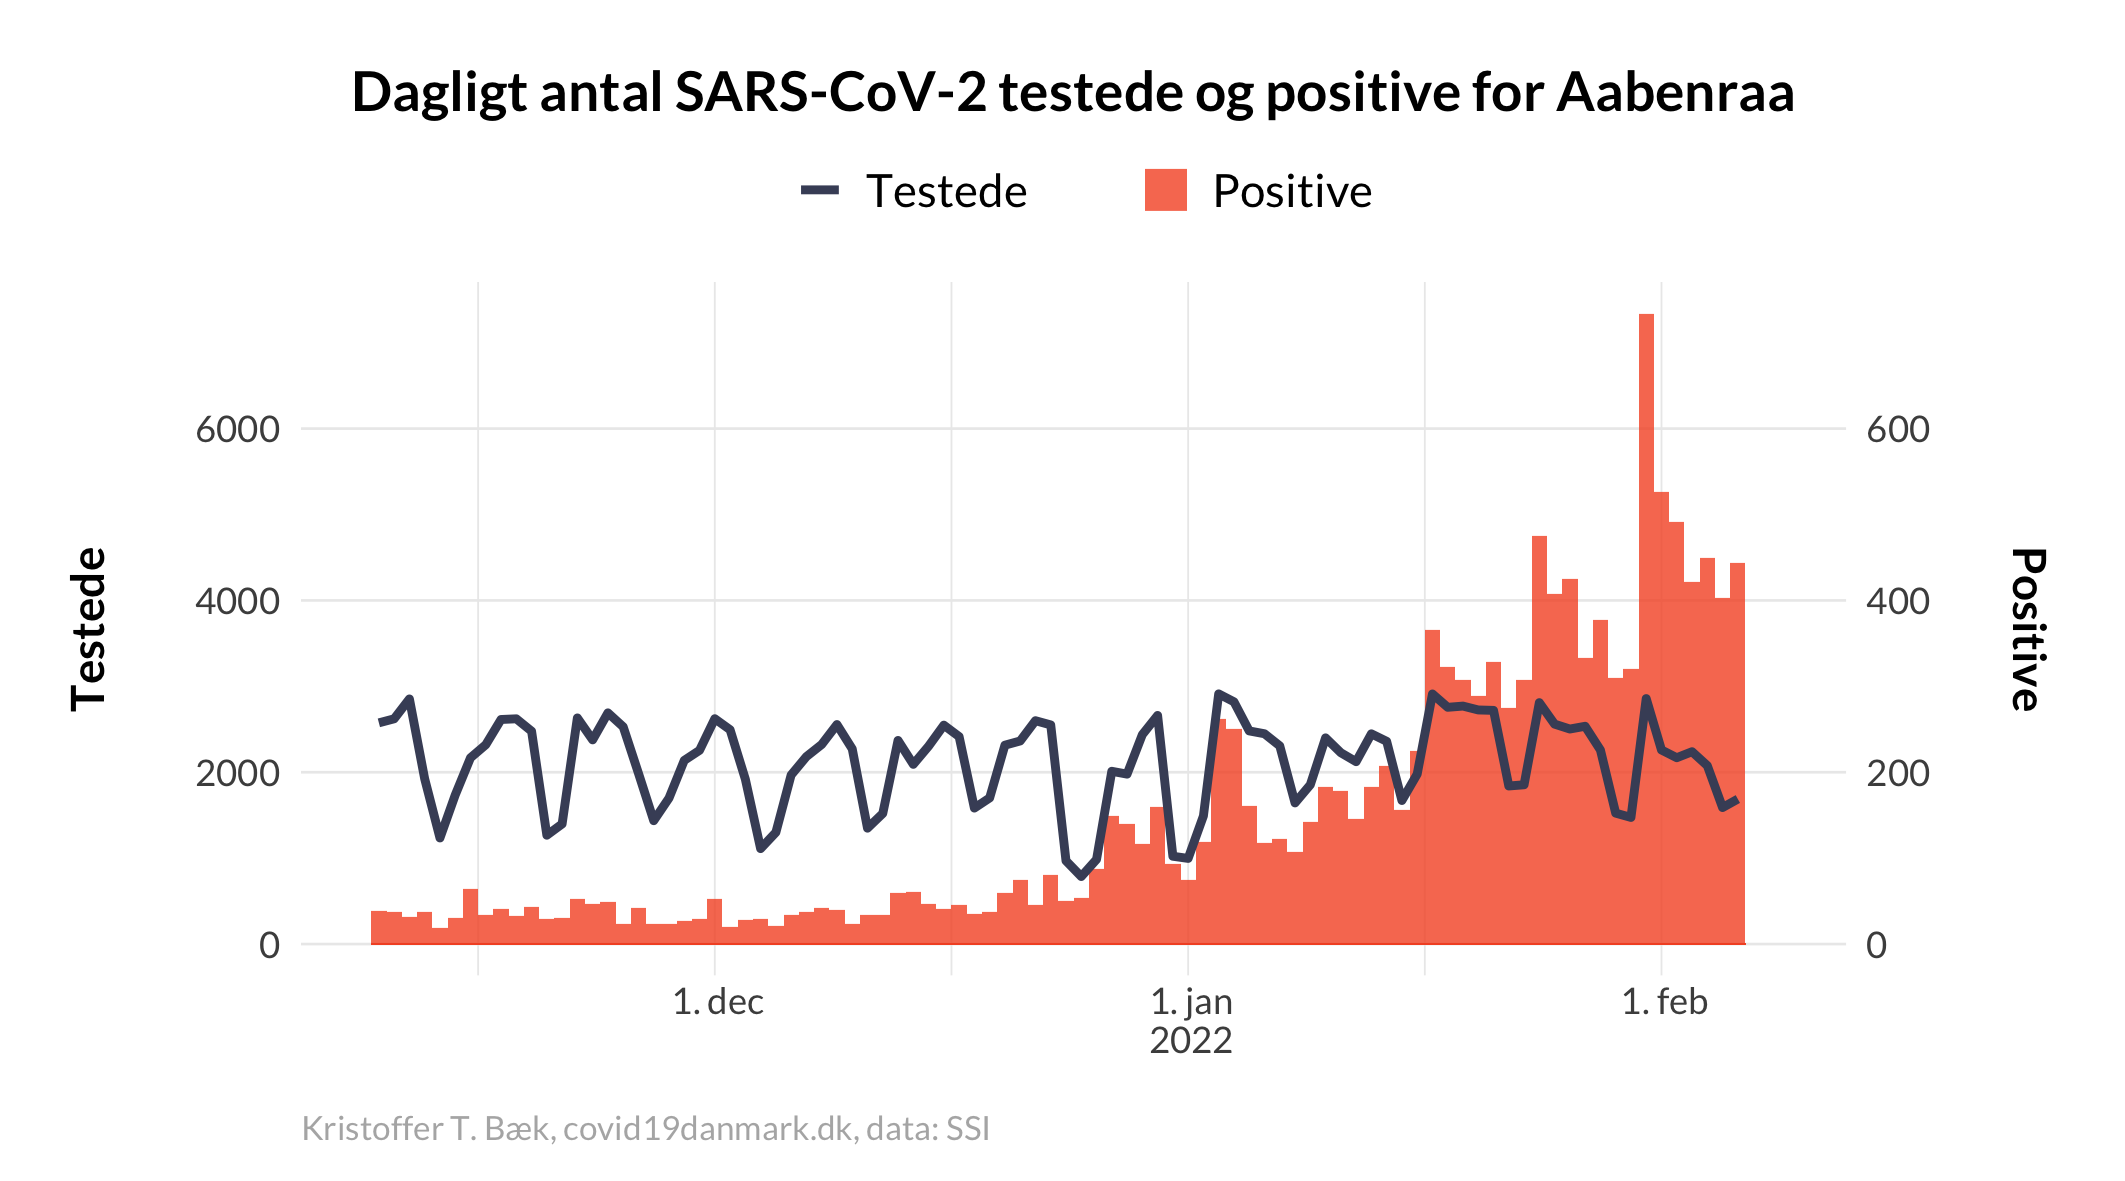 Dagligt antal SARS-CoV-2 testede og positive for Aabenraa
Testede
Positive
Testede
6000
4000
2000
0
600
400
200
0
Positive
1. dec
1. jan
2022
1. feb
Kristoffer T. Bæk, covid19danmark.dk, data: SSI